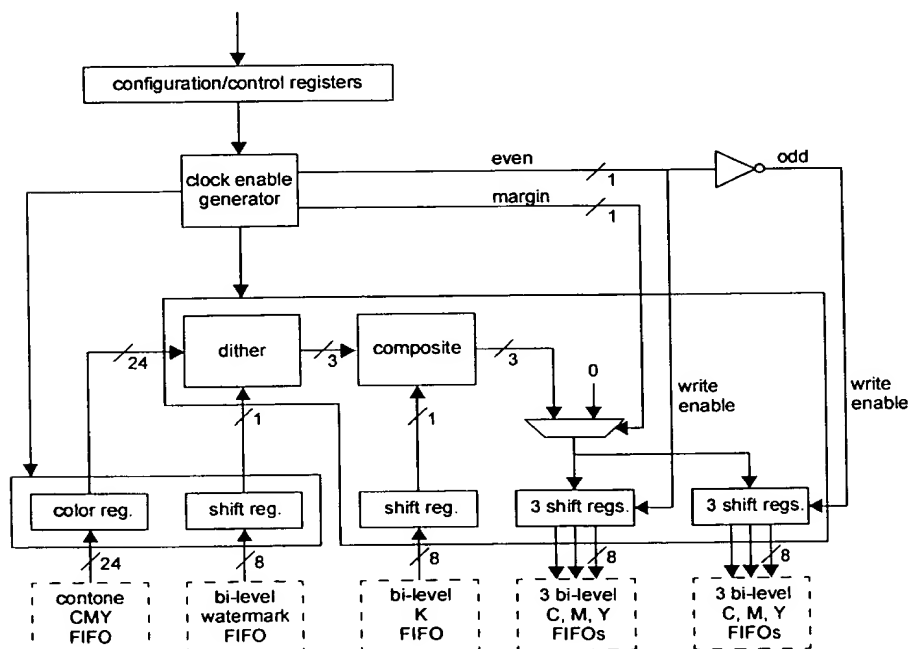 configuration/control registers
clock enable
generator
even
1
odd
margin
1
dither
24
3
composite
3
0
1
1
write
enable
write
enable
color reg.
shift reg.
shift reg.
3 shift regs.
3 shift regs.
24
8
8
8
8
contone
CMY
FIFO
bi-level
watermark
FIFO
bi-level
K
FIFO
3 bi-level
C, M, Y
FIFOs
3 bi-level
C, M, Y
FIFOs